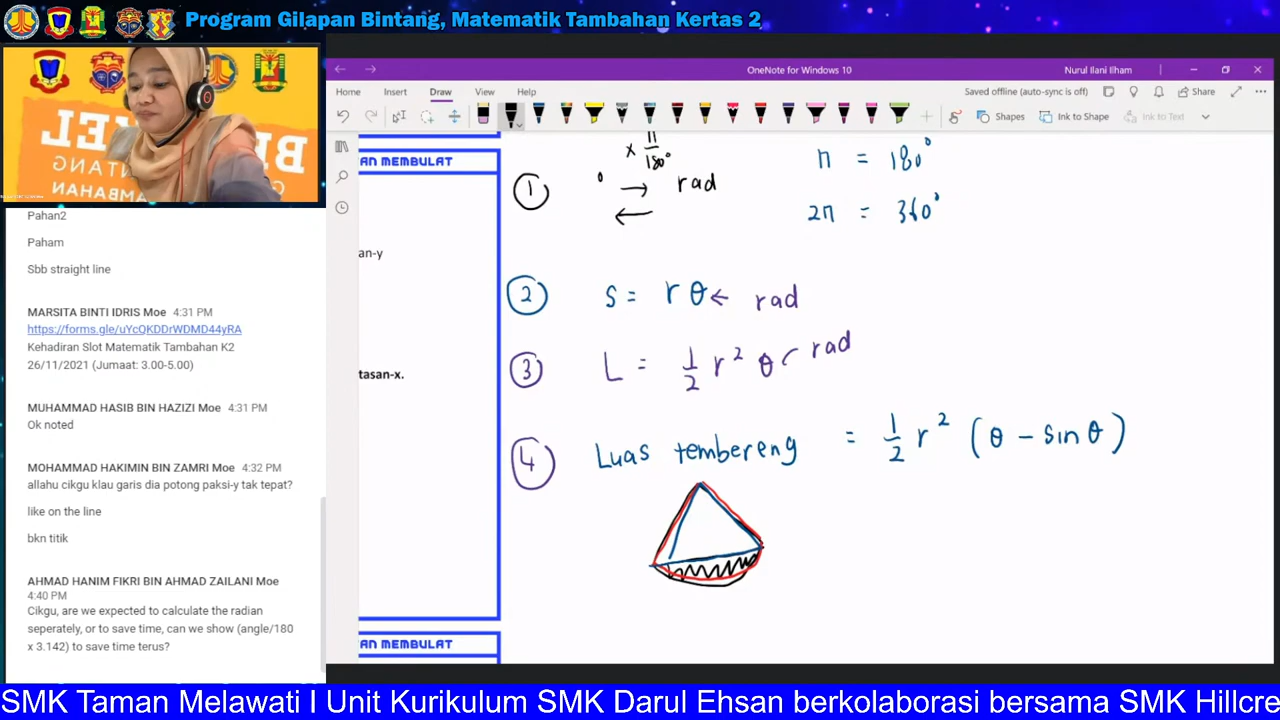 Program Gilapan Bintang, Matematik Tambahan Kertas 2
OneNote for Windows 10
Nurul Ilani Ilham
Home Insert Draw View Help
Saved offline (auto-sync is off)
Share
Shapes
Ink to Shape
Ink to Text
Pahan2
Paham
Sbb straight line
MARSITA BINTI IDRIS Moe 4:31 PM
https://forms.gle/uYcQKDDrWDMD44yRA
Kehadiran Slot Matematik Tambahan K2
26/11/2021 (Jumaat: 3.00-5.00)
MUHAMMAD HASIB BIN HAZIZI Moe 4:31 PM
Ok noted
MOHAMAD HAKIMIN BIN ZAMRI Moe 4:32 PM
allahu cikgu klau garis dia potong paksi-y tak tepat?
like on the line
bkn titik
AHMAD HANIM FIKRI BIN AHMAD ZAILANI Moe
4:40 PM
Cikgu, are we expected to calculate the radian
seperately, or to save time, can we show (angle/180
x 3.142) to save time terus?
AN MEMBULAT
an-y
tasan-x.
AN MEMBULAT
× π/180°
① ° → rad
←
π = 180°
2π = 360°
② s = rθ ← rad
③ L = 1/2 r² θ ← rad
④ Luas tembereng = 1/2 r² (θ – sin θ)
SMK Taman Melawati I Unit Kurikulum SMK Darul Ehsan berkolaborasi bersama SMK Hillcre